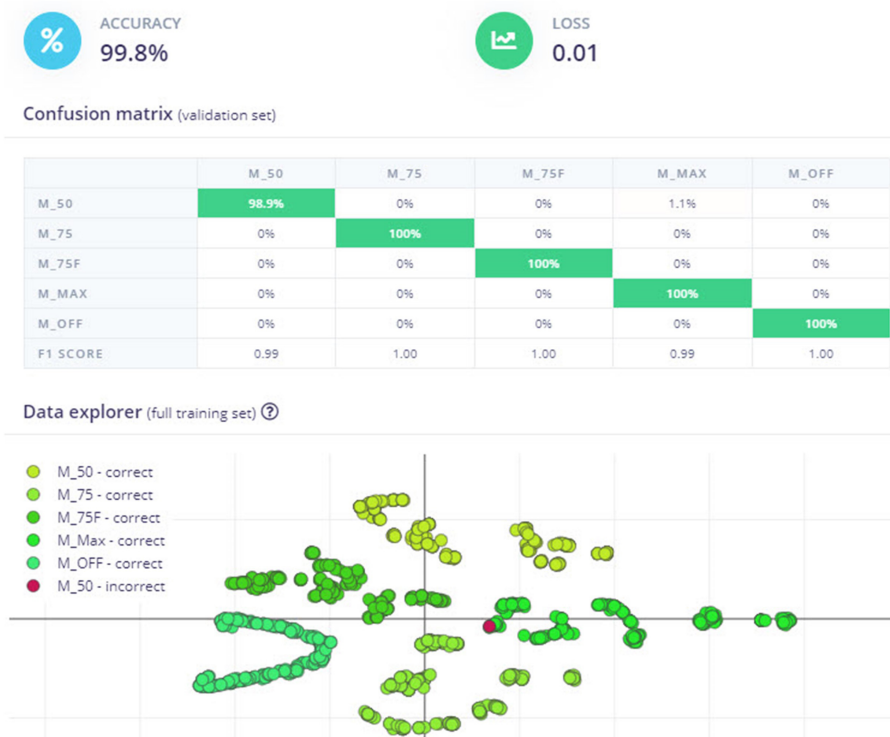 ACCURACY
99.8%
LOSS
0.01
Confusion matrix (validation set)
M_50 M_75 M_75F M_MAX M_OFF
M_50 98.9% 0% 0% 1.1% 0%
M_75 0% 100% 0% 0% 0%
M_75F 0% 0% 100% 0% 0%
M_MAX 0% 0% 0% 100% 0%
M_OFF 0% 0% 0% 0% 100%
F1 SCORE 0.99 1.00 1.00 0.99 1.00
Data explorer (full training set) ?
M_50 - correct
M_75 - correct
M_75F - correct
M_Max - correct
M_OFF - correct
M_50 - incorrect